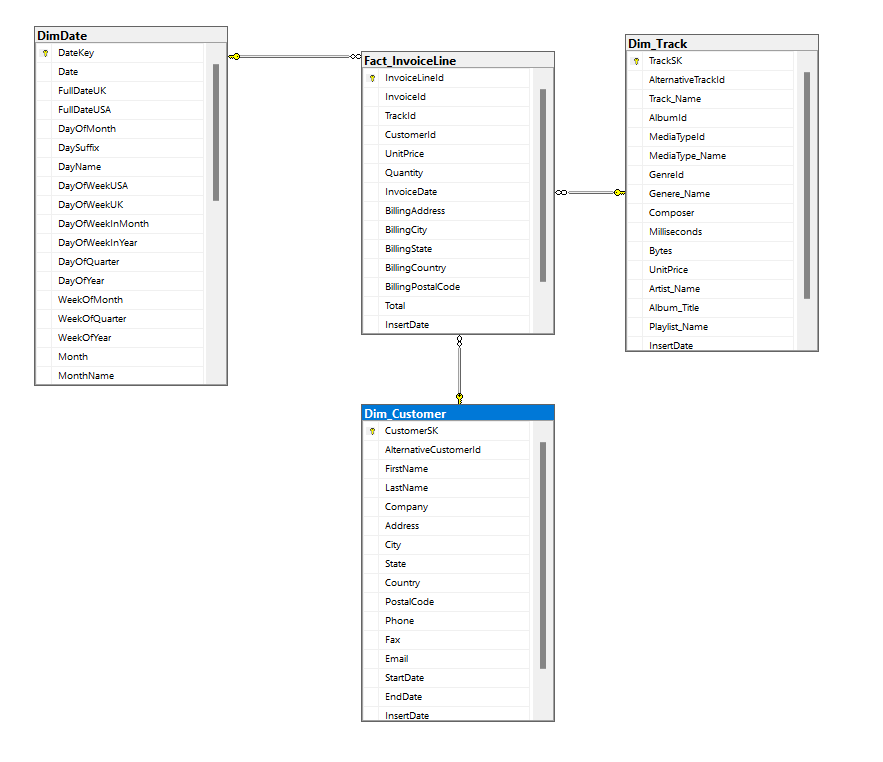 DimDate
DateKey
Date
FullDateUK
FullDateUSA
DayOfMonth
DaySuffix
DayName
DayOfWeekUSA
DayOfWeekUK
DayOfWeekInMonth
DayOfWeekInYear
DayOfQuarter
DayOfYear
WeekOfMonth
WeekOfQuarter
WeekOfYear
Month
MonthName
Fact_InvoiceLine
InvoiceLineId
InvoiceId
TrackId
CustomerId
UnitPrice
Quantity
InvoiceDate
BillingAddress
BillingCity
BillingState
BillingCountry
BillingPostalCode
Total
InsertDate
Dim_Track
TrackSK
AlternativeTrackId
Track_Name
AlbumId
MediaTypeId
MediaType_Name
GenreId
Genere_Name
Composer
Milliseconds
Bytes
UnitPrice
Artist_Name
Album_Title
Playlist_Name
InsertDate
Dim_Customer
CustomerSK
AlternativeCustomerId
FirstName
LastName
Company
Address
City
State
Country
PostalCode
Phone
Fax
Email
StartDate
EndDate
InsertDate